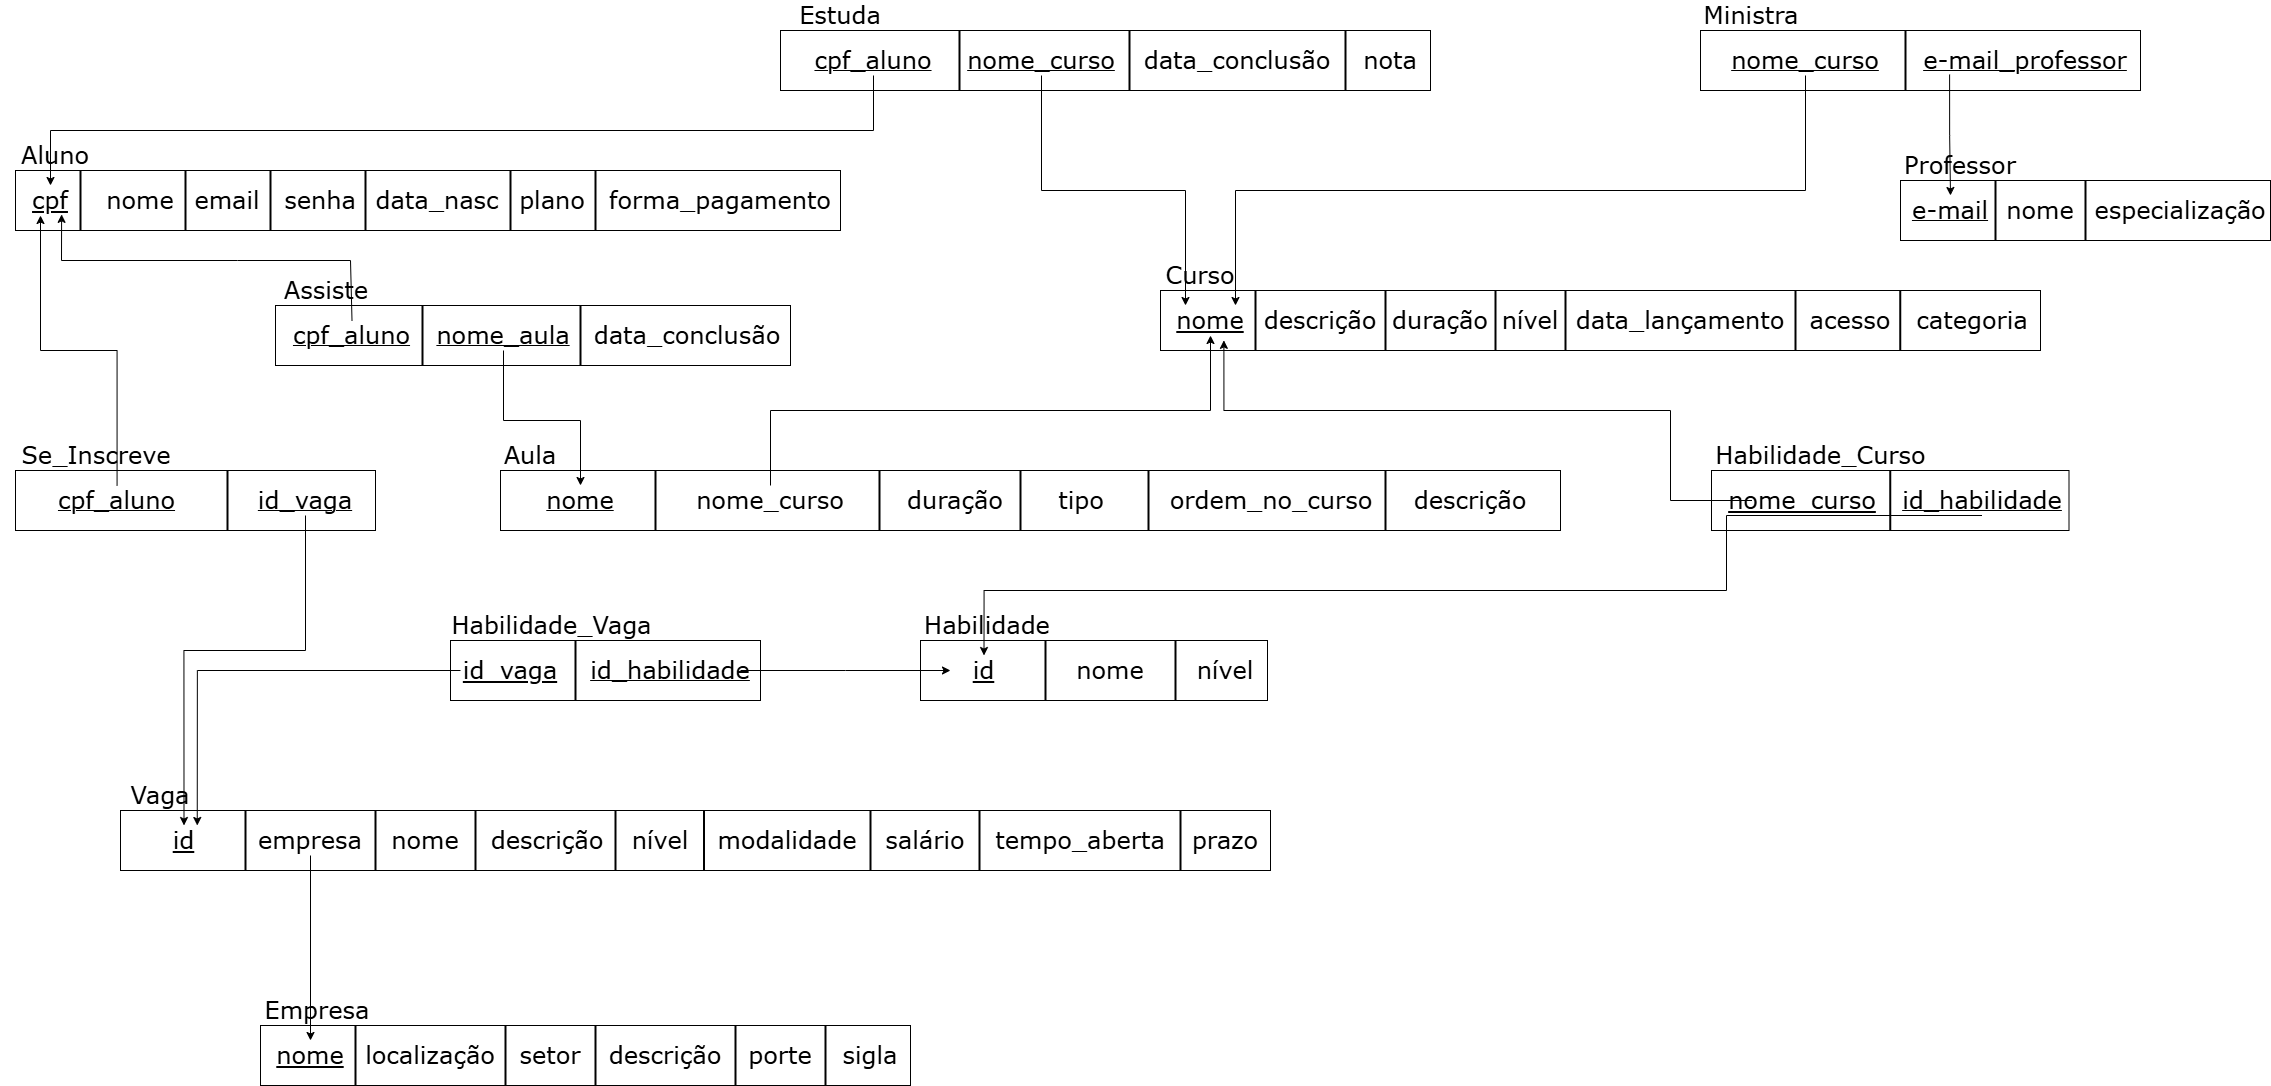 Estuda
cpf_aluno nome_curso data_conclusão nota
Ministra
nome_curso e-mail_professor
Aluno
cpf nome email senha data_nasc plano forma_pagamento
Professor
e-mail nome especialização
Assiste
cpf_aluno nome_aula data_conclusão
Curso
nome descrição duração nível data_lançamento acesso categoria
Se_Inscreve
cpf_aluno id_vaga
Aula
nome nome_curso duração tipo ordem_no_curso descrição
Habilidade_Curso
nome_curso id_habilidade
Habilidade_Vaga
id_vaga id_habilidade
Habilidade
id nome nível
Vaga
id empresa nome descrição nível modalidade salário tempo_aberta prazo
Empresa
nome localização setor descrição porte sigla